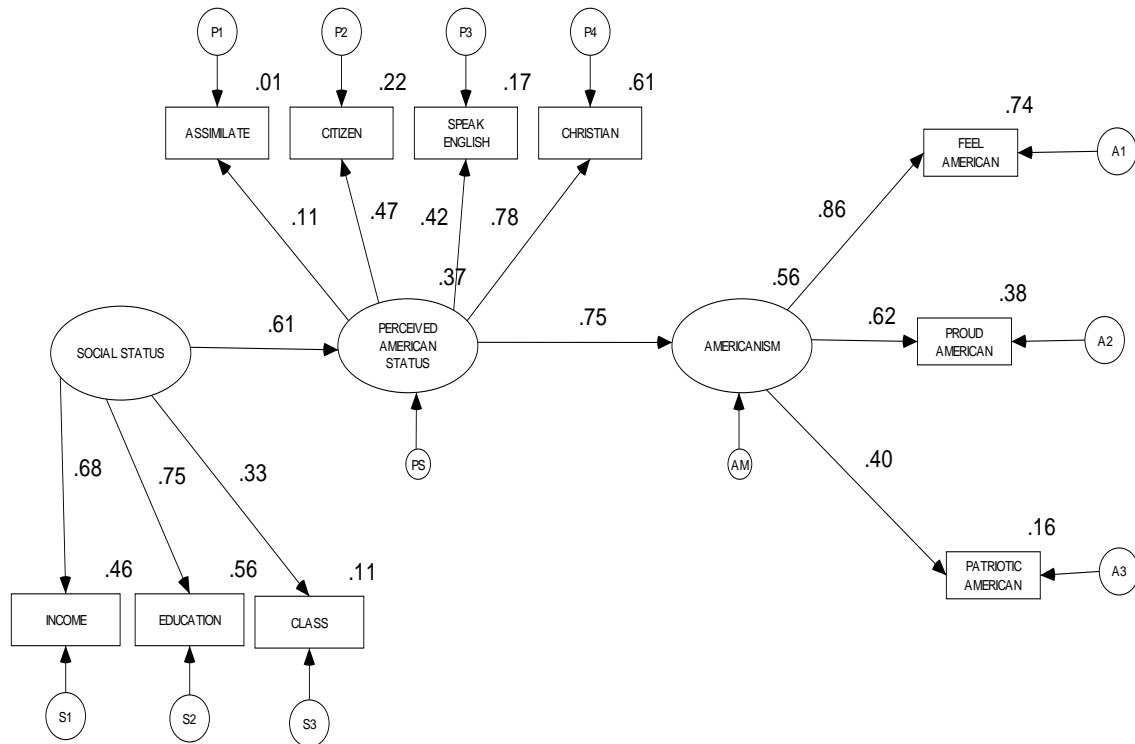 P1
P2
P3
P4
.01
.22
.17
.61
.74
ASSIMILATE
CITIZEN
SPEAK
ENGLISH
CHRISTIAN
FEEL
AMERICAN
A1
.11
.47
.42
.78
.86
.37
.56
.38
.61
.75
.62
SOCIAL STATUS
PERCEIVED
AMERICAN
STATUS
AMERICANISM
PROUD
AMERICAN
A2
.68
.75
.33
PS
AM
.40
.16
.46
.56
.11
PATRIOTIC
AMERICAN
A3
INCOME
EDUCATION
CLASS
S1
S2
S3